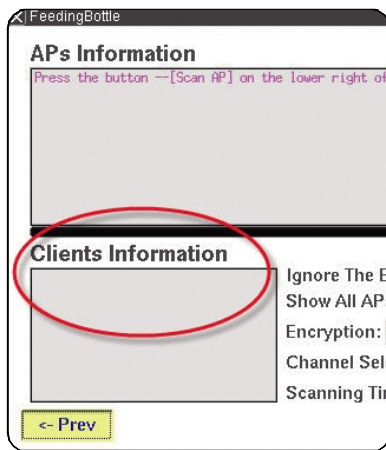 FeedingBottle
APs Information
Press the button --[Scan AP] on the lower right of
Clients Information
Ignore The
Show All AP
Encryption:
Channel
Scanning
<- Prev